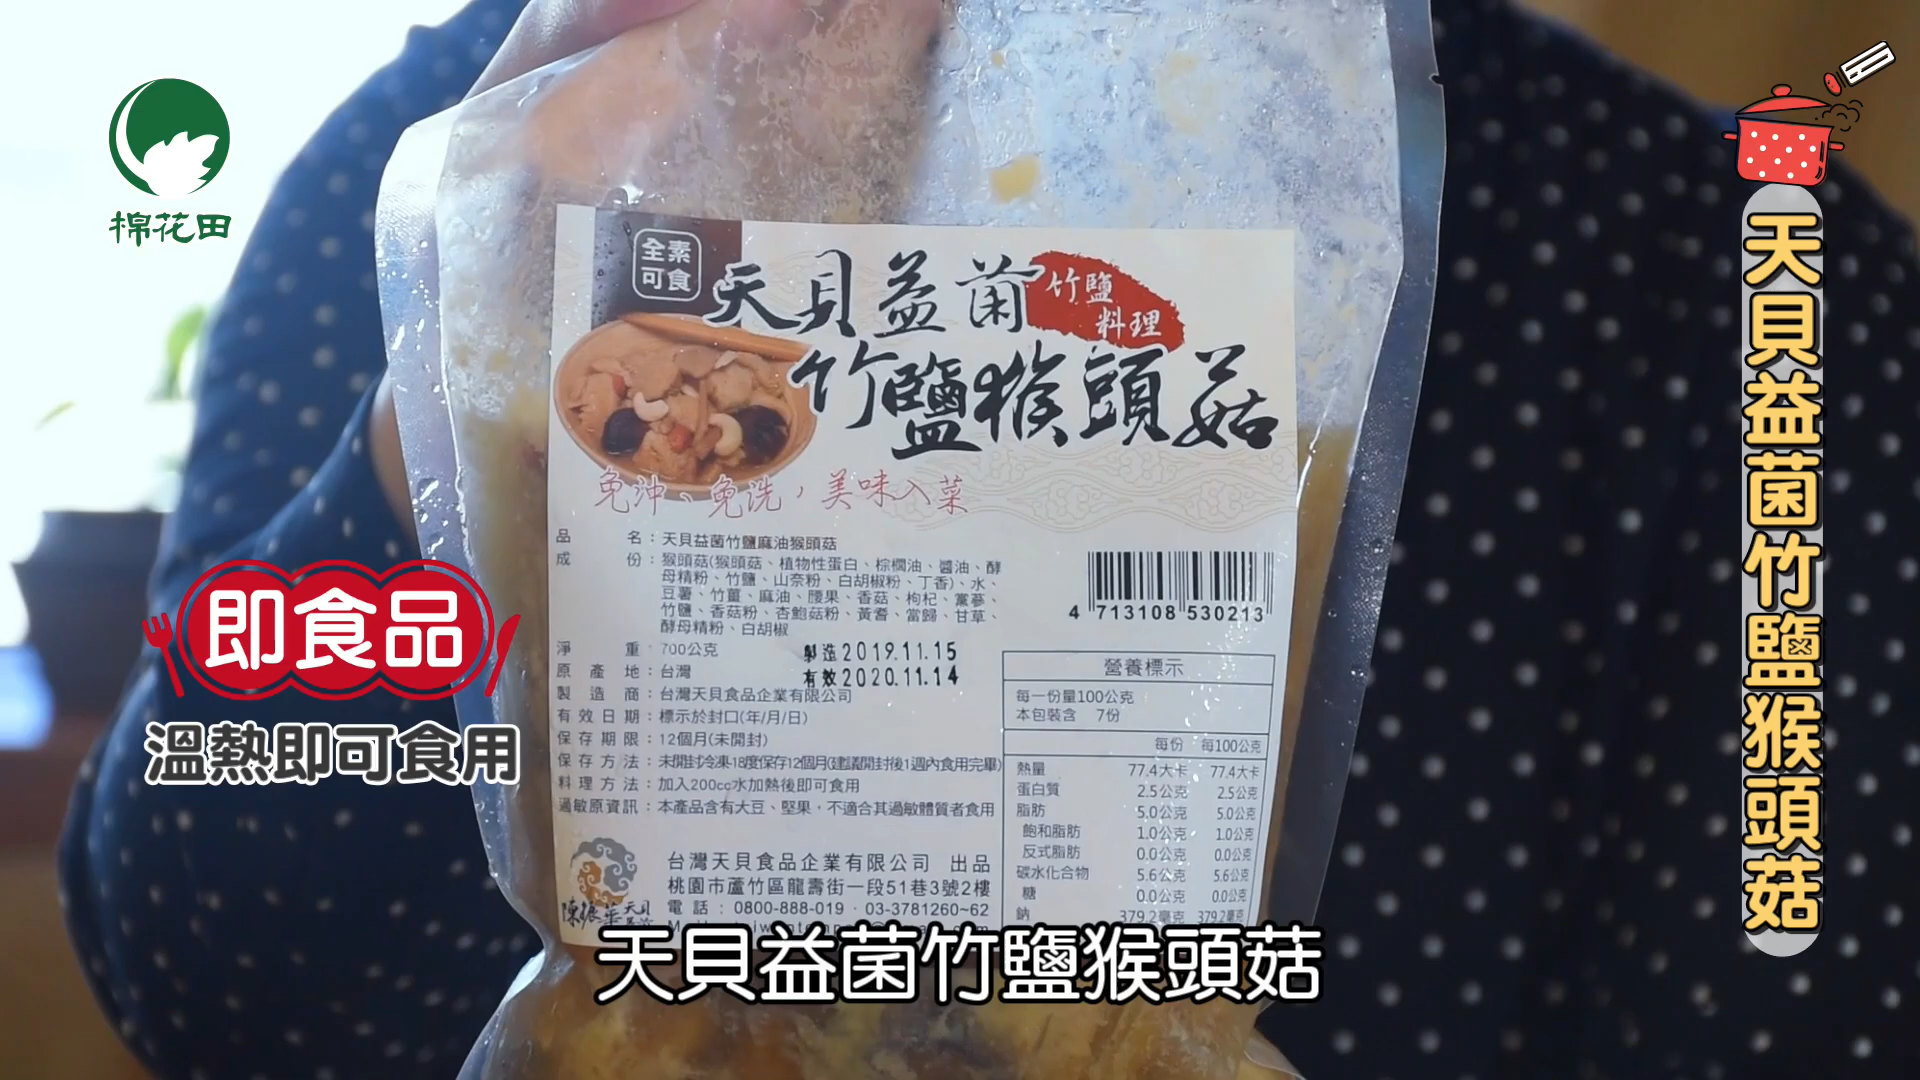 棉花田
天貝益菌竹鹽猴頭菇
全素
可食
天貝益菌
竹鹽
料理
竹鹽猴頭菇
免沖、免洗,美味入菜
品名:天貝益菌竹鹽麻油猴頭菇
成份:猴頭菇(猴頭菇、植物性蛋白、棕櫚油、醬油、酵
母精粉、竹鹽、山奈粉、白胡椒粉、丁香)、水、
豆薯、竹薑、麻油、腰果、香菇、枸杞、黨蔘、
竹鹽、香菇粉、杏鮑菇粉、黃耆、當歸、甘草、
酵母精粉、白胡椒
淨重:700公克
製造2019.11.15
有效2020.11.14
原產地:台灣
製造商:台灣天貝食品企業有限公司
有效日期:標示於封口(年/月/日)
保存期限:12個月(未開封)
保存方法:未開封冷凍-18度保存12個月(建議開封後1週內食用完畢)
料理方法:加入200cc水加熱後即可食用
過敏原資訊:本產品含有大豆、堅果,不適合其過敏體質者食用
台灣天貝食品企業有限公司 出品
桃園市蘆竹區龍壽街一段51巷3號2樓
電話:0800-888-019 · 03-3781260~62
4 713108 530213
營養標示
每一份量100公克
本包裝含 7份
每份 每100公克
熱量 77.4大卡 77.4大卡
蛋白質 2.5公克 2.5公克
脂肪 5.0公克 5.0公克
飽和脂肪 1.0公克 1.0公克
反式脂肪 0.0公克 0.0公克
碳水化合物 5.6公克 5.6公克
糖 0.0公克 0.0公克
鈉 379.2毫克 379.2毫克
即食品
溫熱即可食用
天貝益菌竹鹽猴頭菇